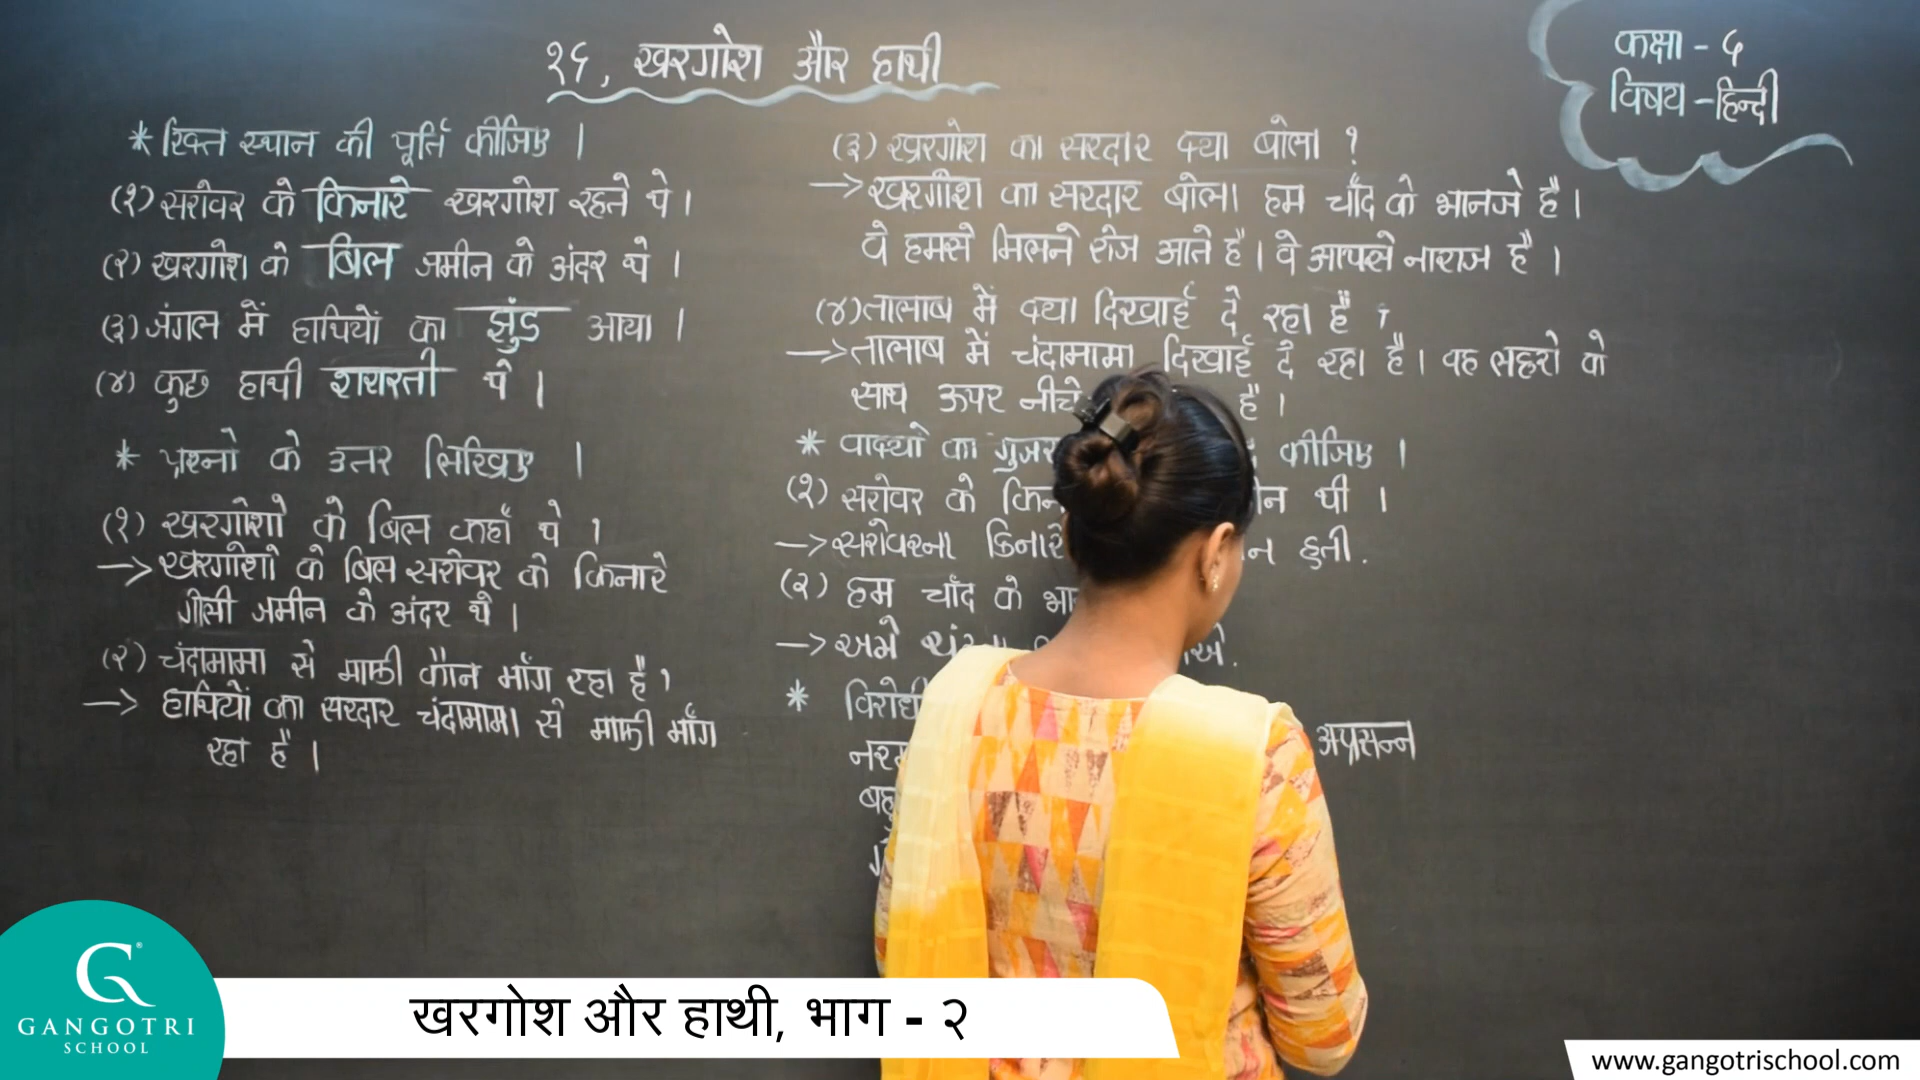 १६. खरगोश और हाथी
कक्षा - ५
विषय - हिन्दी
* रिक्त स्थान की पूर्ति कीजिए ।
(१) सरोवर के किनारे खरगोश रहते थे ।
(२) खरगोश के बिल जमीन के अंदर थे ।
(३) जंगल में हाथियों का झुंड आया ।
(४) कुछ हाथी शरारती थे ।
* प्रश्नो के उत्तर लिखिए ।
(१) खरगोशो के बिल कहाँ थे ?
-> खरगोशो के बिल सरोवर के किनारे
गीली जमीन के अंदर थे ।
(२) चंदामामा से माफी कौन माँग रहा है ?
-> हाथियों का सरदार चंदामामा से माफी माँग
रहा है ।
(३) खरगोश का सरदार क्या बोला ?
-> खरगोश का सरदार बोला हम चाँद के भानजे है ।
वे हमसे मिलने रोज आते है । वे आपसे नाराज है ।
(४) तालाब में क्या दिखाई दे रहा है ?
-> तालाब में चंदामामा दिखाई दे रहा है । वह लहरो के
साथ ऊपर नीचे है ।
* वाक्यो का कीजिए ।
(१) सरोवर के थी ।
-> सरोवरना किनारे हती.
(२) हम चाँद के
-> अमे
*
अप्रसन्न
GANGOTRI
SCHOOL
खरगोश और हाथी, भाग - २
www.gangotrischool.com